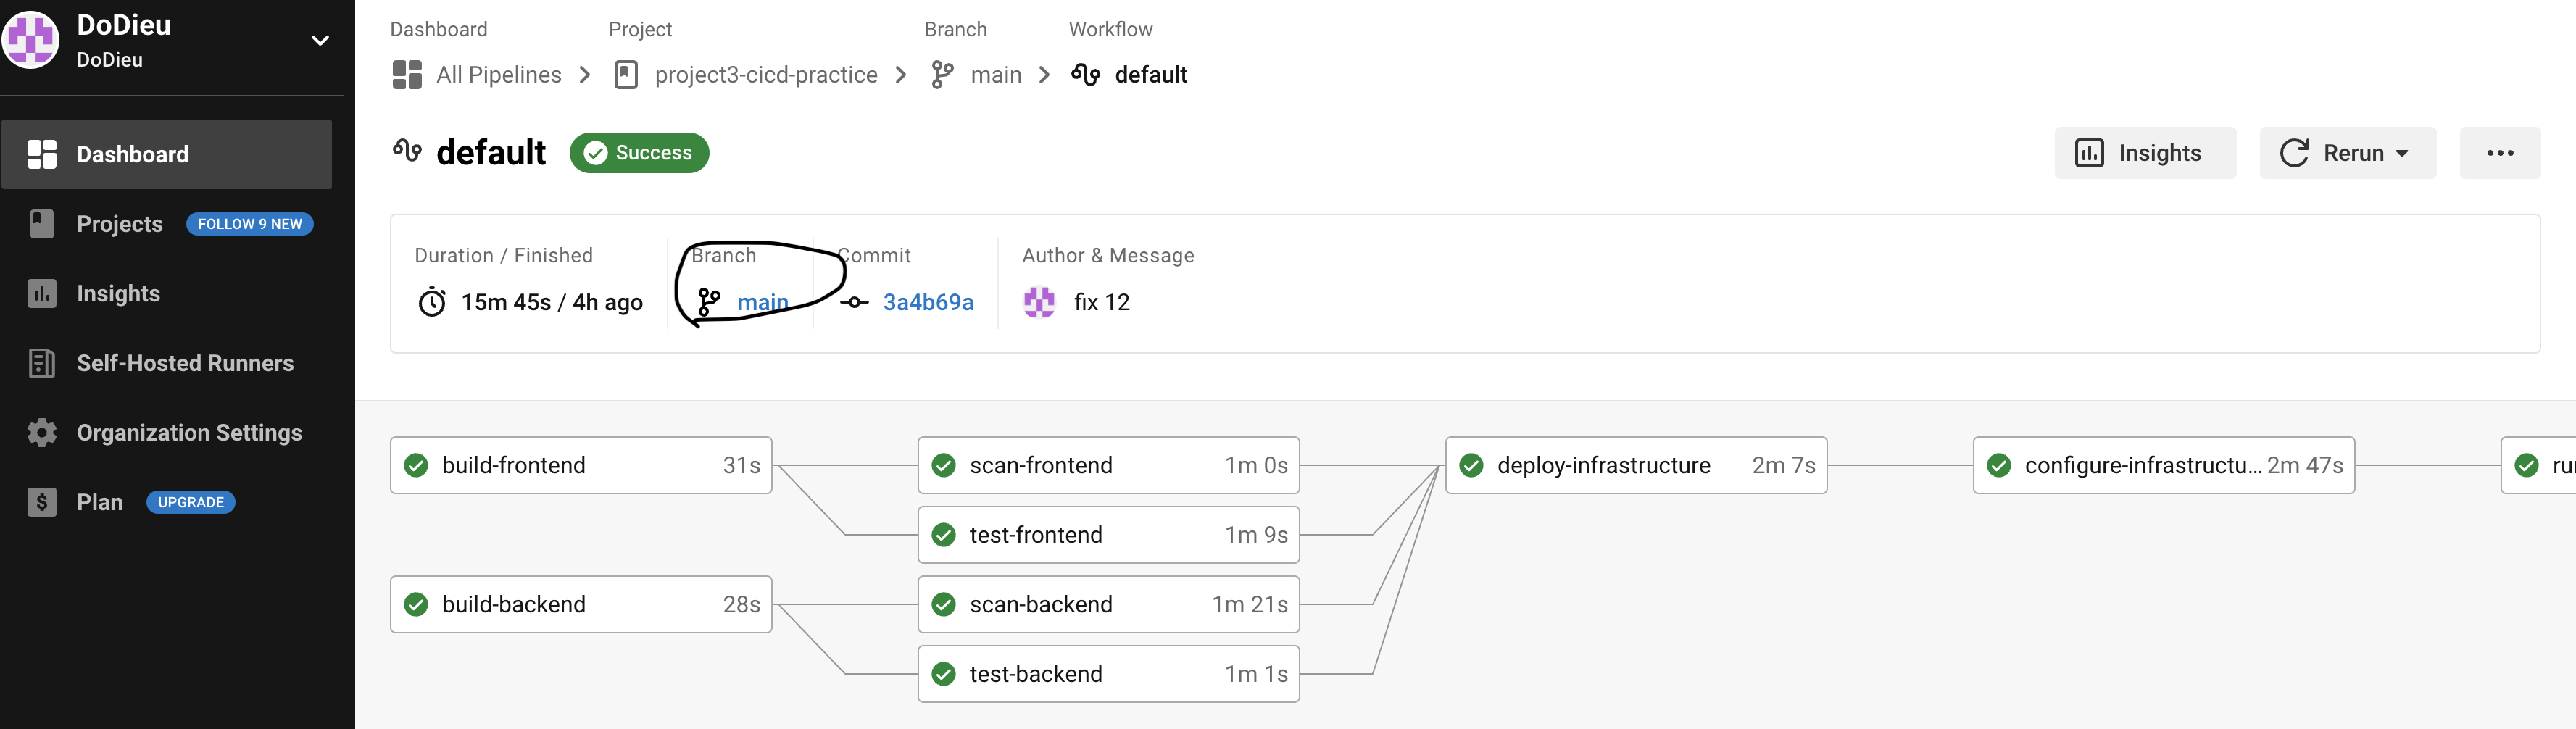 DoDieu
DoDieu
Dashboard
Projects FOLLOW 9 NEW
Insights
Self-Hosted Runners
Organization Settings
Plan UPGRADE
Dashboard Project Branch Workflow
All Pipelines project3-cicd-practice main default
default Success Insights Rerun
Duration / Finished Branch Commit Author & Message
15m 45s / 4h ago main 3a4b69a fix 12
build-frontend 31s scan-frontend 1m 0s deploy-infrastructure 2m 7s configure-infrastructu... 2m 47s
test-frontend 1m 9s
build-backend 28s scan-backend 1m 21s
test-backend 1m 1s